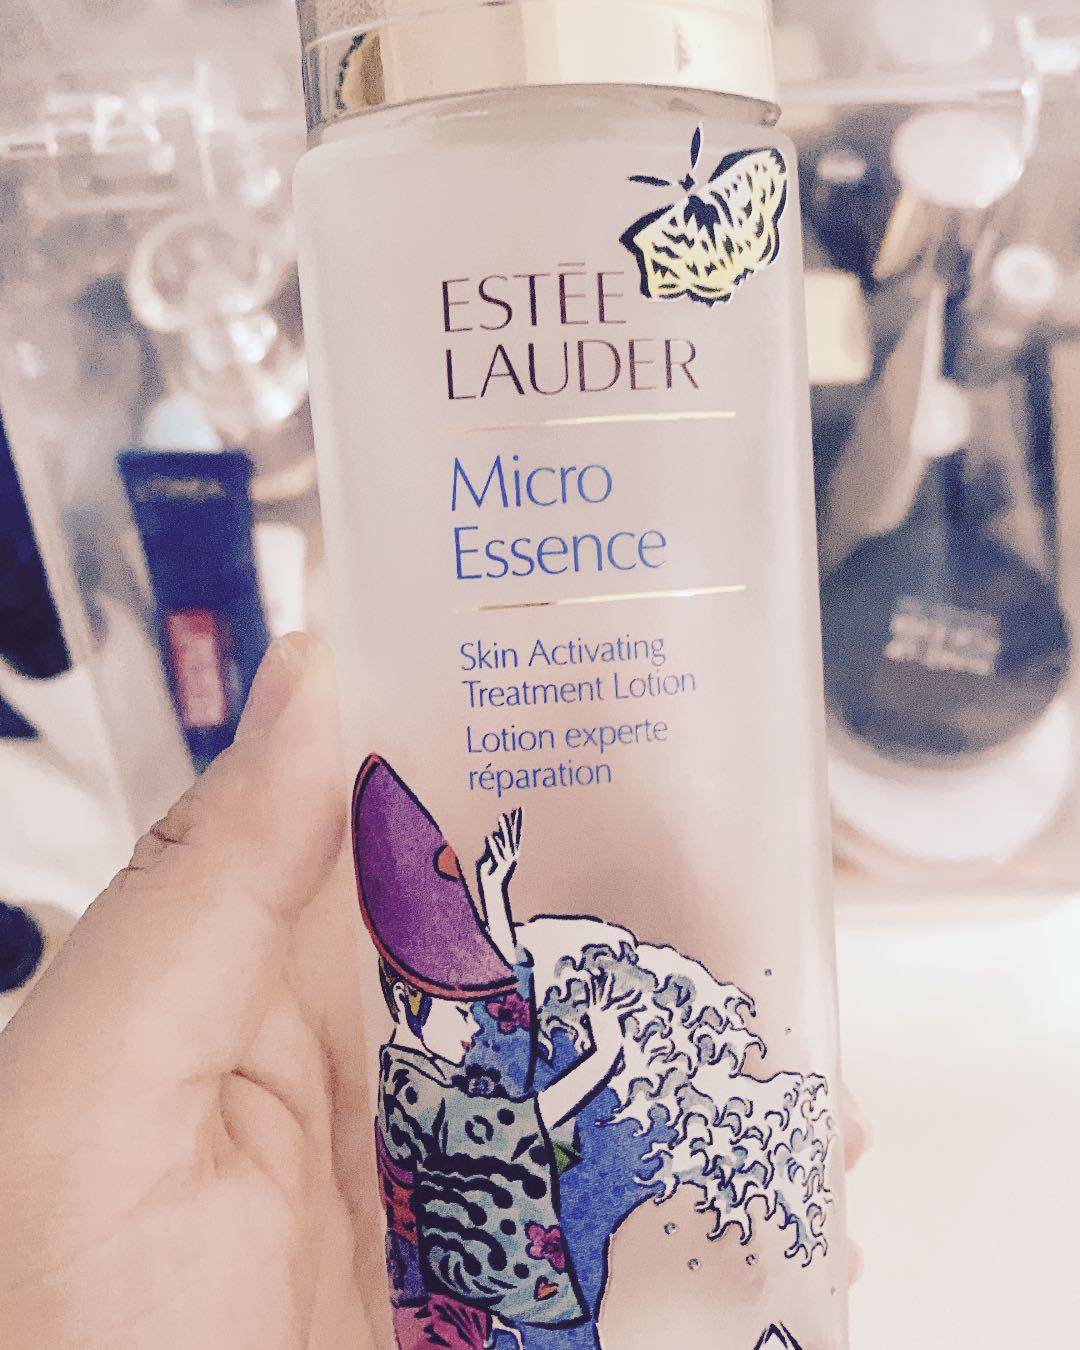 ESTĒE
LAUDER
Micro
Essence
Skin Activating
Treatment Lotion
Lotion experte
réparation